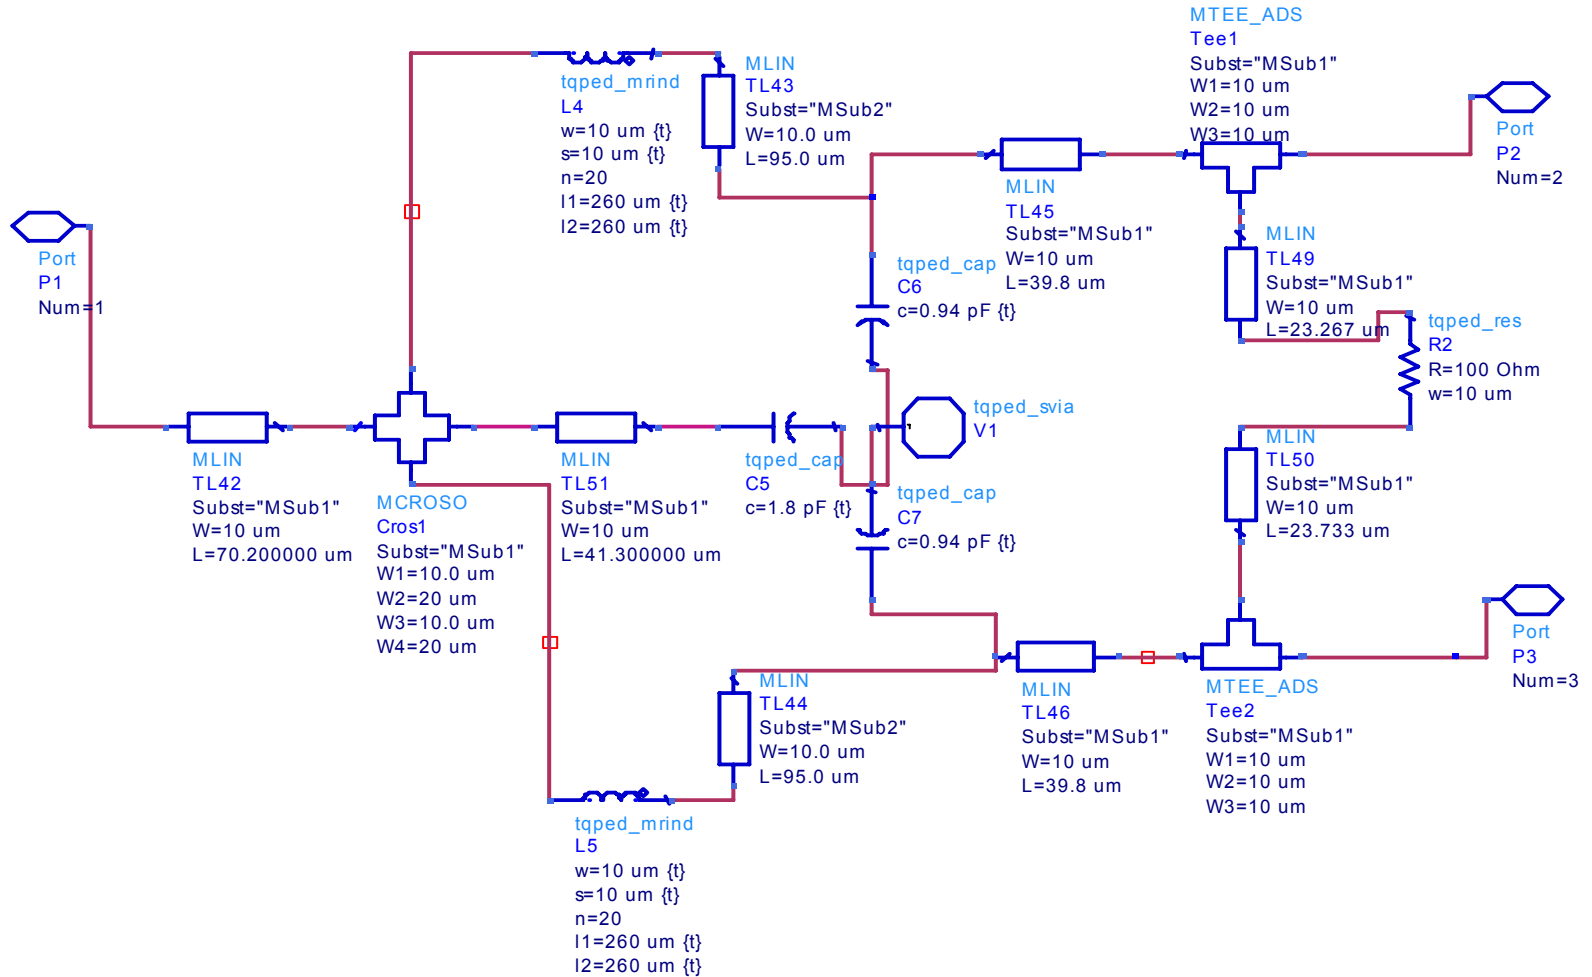 MTEE_ADS
Tee1
Subst="MSub1"
W1=10 um
W2=10 um
W3=10 um
tqped_mrind
L4
w=10 um {t}
s=10 um {t}
n=20
l1=260 um {t}
l2=260 um {t}
MLIN
TL43
Subst="MSub2"
W=10.0 um
L=95.0 um
Port
P2
Num=2
MLIN
TL45
Subst="MSub1"
W=10 um
L=39.8 um
Port
P1
Num=1
tqped_cap
C6
c=0.94 pF {t}
MLIN
TL49
Subst="MSub1"
W=10 um
L=23.267 um
tqped_res
R2
R=100 Ohm
w=10 um
tqped_svia
V1
MLIN
TL42
Subst="MSub1"
W=10 um
L=70.200000 um
MCROSO
Cros1
Subst="MSub1"
W1=10.0 um
W2=20 um
W3=10.0 um
W4=20 um
MLIN
TL51
Subst="MSub1"
W=10 um
L=41.300000 um
tqped_cap
C5
c=1.8 pF {t}
tqped_cap
C7
c=0.94 pF {t}
MLIN
TL50
Subst="MSub1"
W=10 um
L=23.733 um
MLIN
TL44
Subst="MSub2"
W=10.0 um
L=95.0 um
MLIN
TL46
Subst="MSub1"
W=10 um
L=39.8 um
MTEE_ADS
Tee2
Subst="MSub1"
W1=10 um
W2=10 um
W3=10 um
Port
P3
Num=3
tqped_mrind
L5
w=10 um {t}
s=10 um {t}
n=20
l1=260 um {t}
l2=260 um {t}